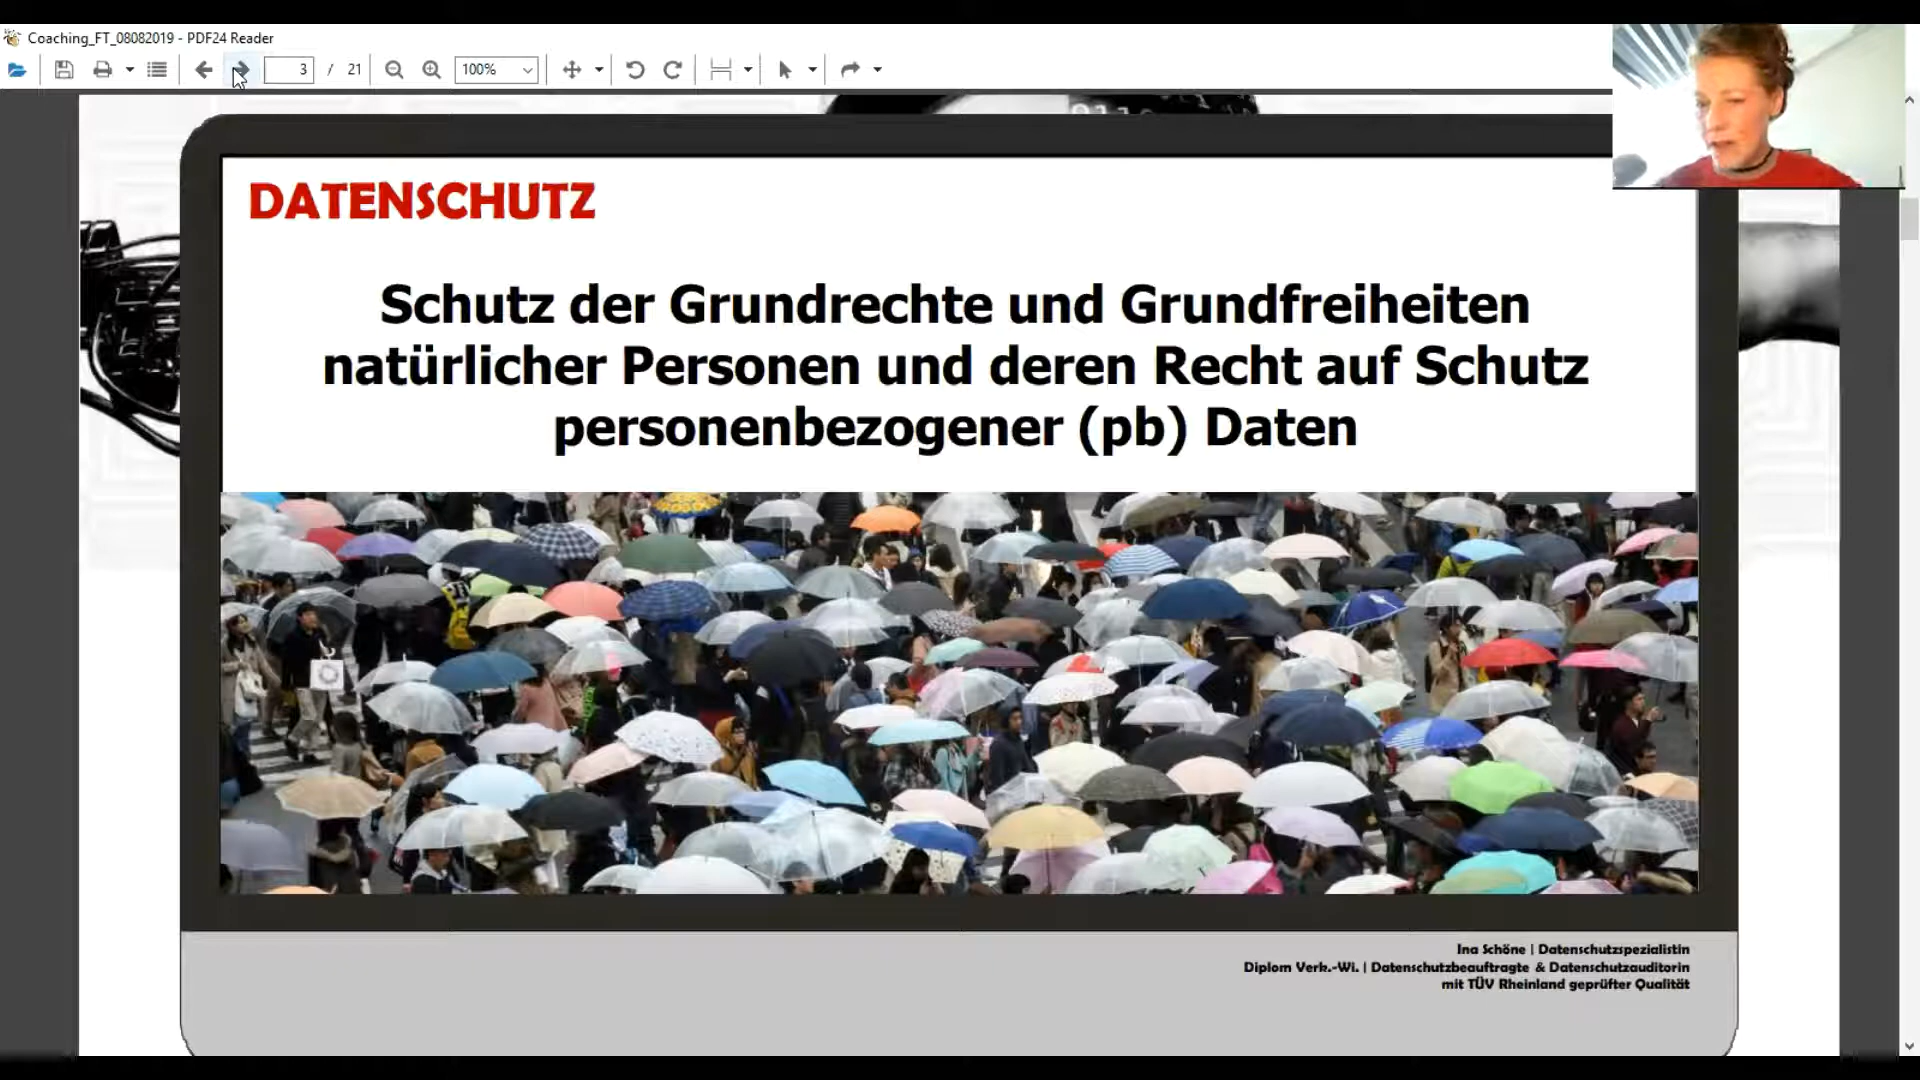 Coaching_FT_08082019 - PDF24 Reader
3 / 21 100%
DATENSCHUTZ
Schutz der Grundrechte und Grundfreiheiten
natürlicher Personen und deren Recht auf Schutz
personenbezogener (pb) Daten
Ina Schöne | Datenschutzspezialistin
Diplom Verk.-Wi. | Datenschutzbeauftragte & Datenschutzauditorin
mit TÜV Rheinland geprüfter Qualität